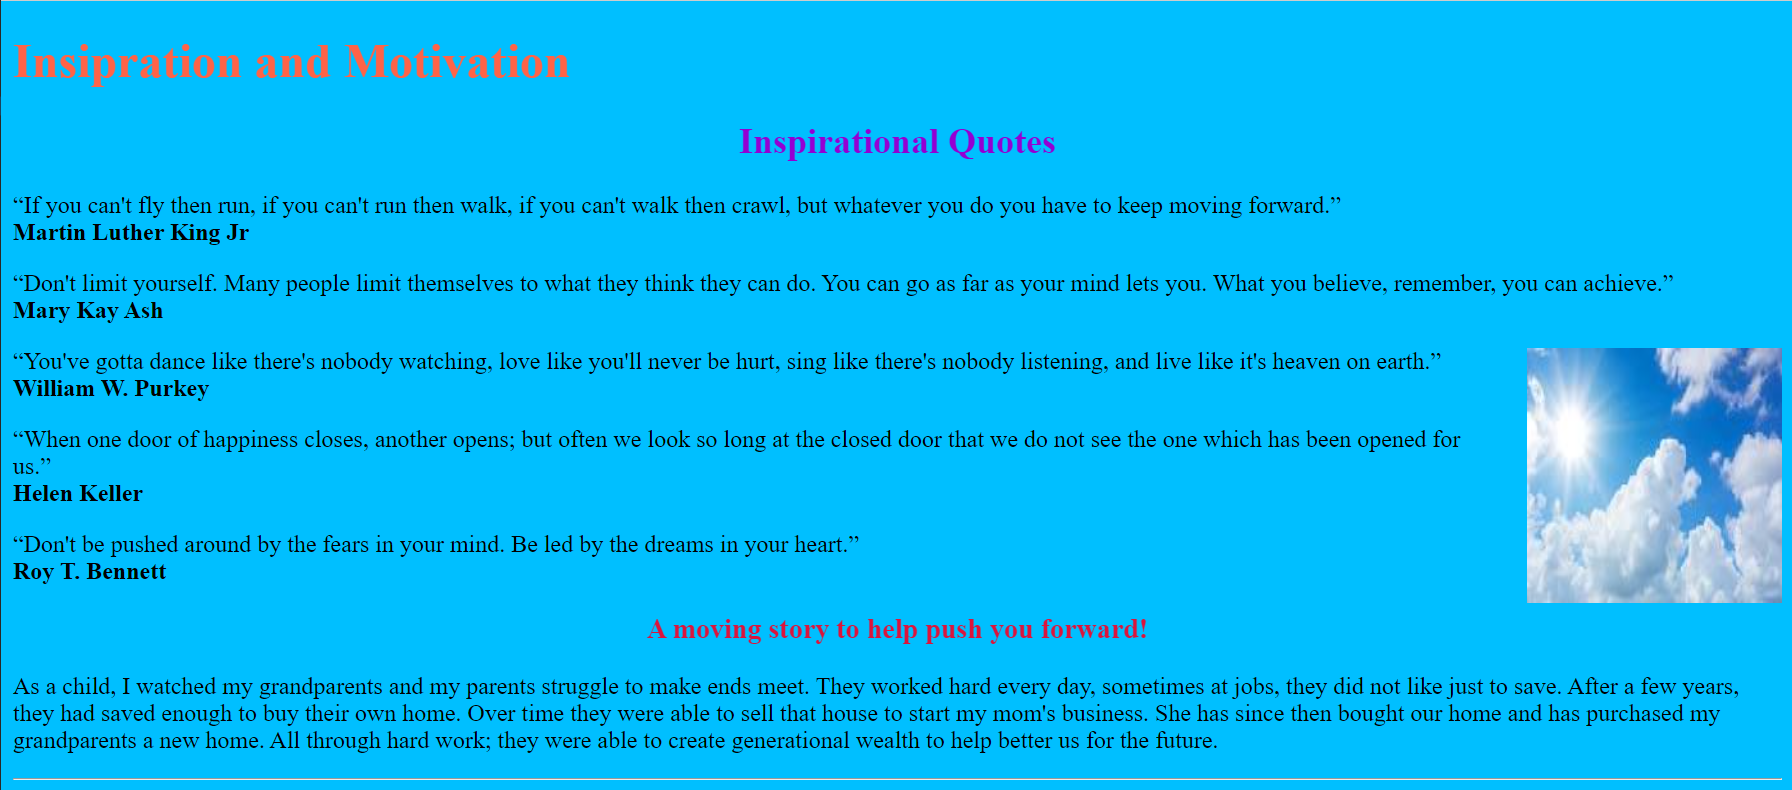 Insipration and Motivation
Inspirational Quotes
“If you can't fly then run, if you can't run then walk, if you can't walk then crawl, but whatever you do you have to keep moving forward.”
Martin Luther King Jr
“Don't limit yourself. Many people limit themselves to what they think they can do. You can go as far as your mind lets you. What you believe, remember, you can achieve.”
Mary Kay Ash
“You've gotta dance like there's nobody watching, love like you'll never be hurt, sing like there's nobody listening, and live like it's heaven on earth.”
William W. Purkey
“When one door of happiness closes, another opens; but often we look so long at the closed door that we do not see the one which has been opened for
us.”
Helen Keller
“Don't be pushed around by the fears in your mind. Be led by the dreams in your heart.”
Roy T. Bennett
A moving story to help push you forward!
As a child, I watched my grandparents and my parents struggle to make ends meet. They worked hard every day, sometimes at jobs, they did not like just to save. After a few years,
they had saved enough to buy their own home. Over time they were able to sell that house to start my mom's business. She has since then bought our home and has purchased my
grandparents a new home. All through hard work; they were able to create generational wealth to help better us for the future.